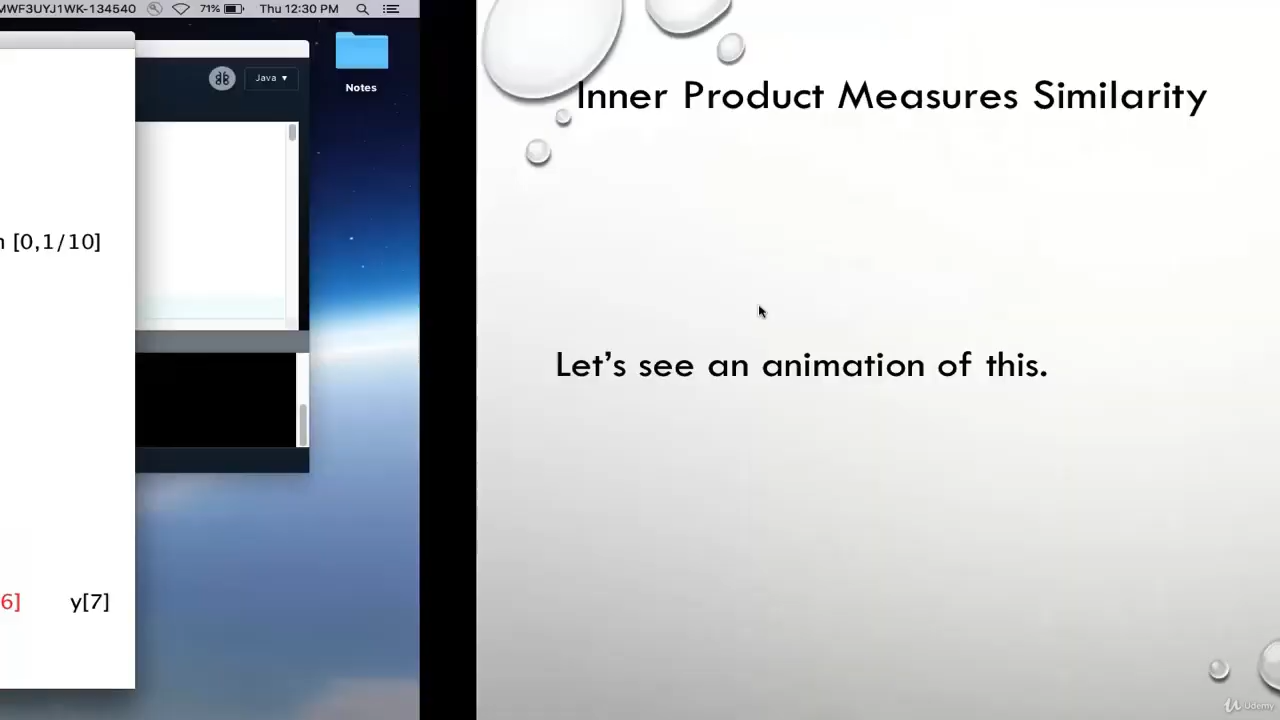 MWF3UYJ1WK-134540 71% Thu 12:30 PM
Java ▾
Notes
[0,1/10]
6] y[7]
Inner Product Measures Similarity
Let's see an animation of this.
Udemy